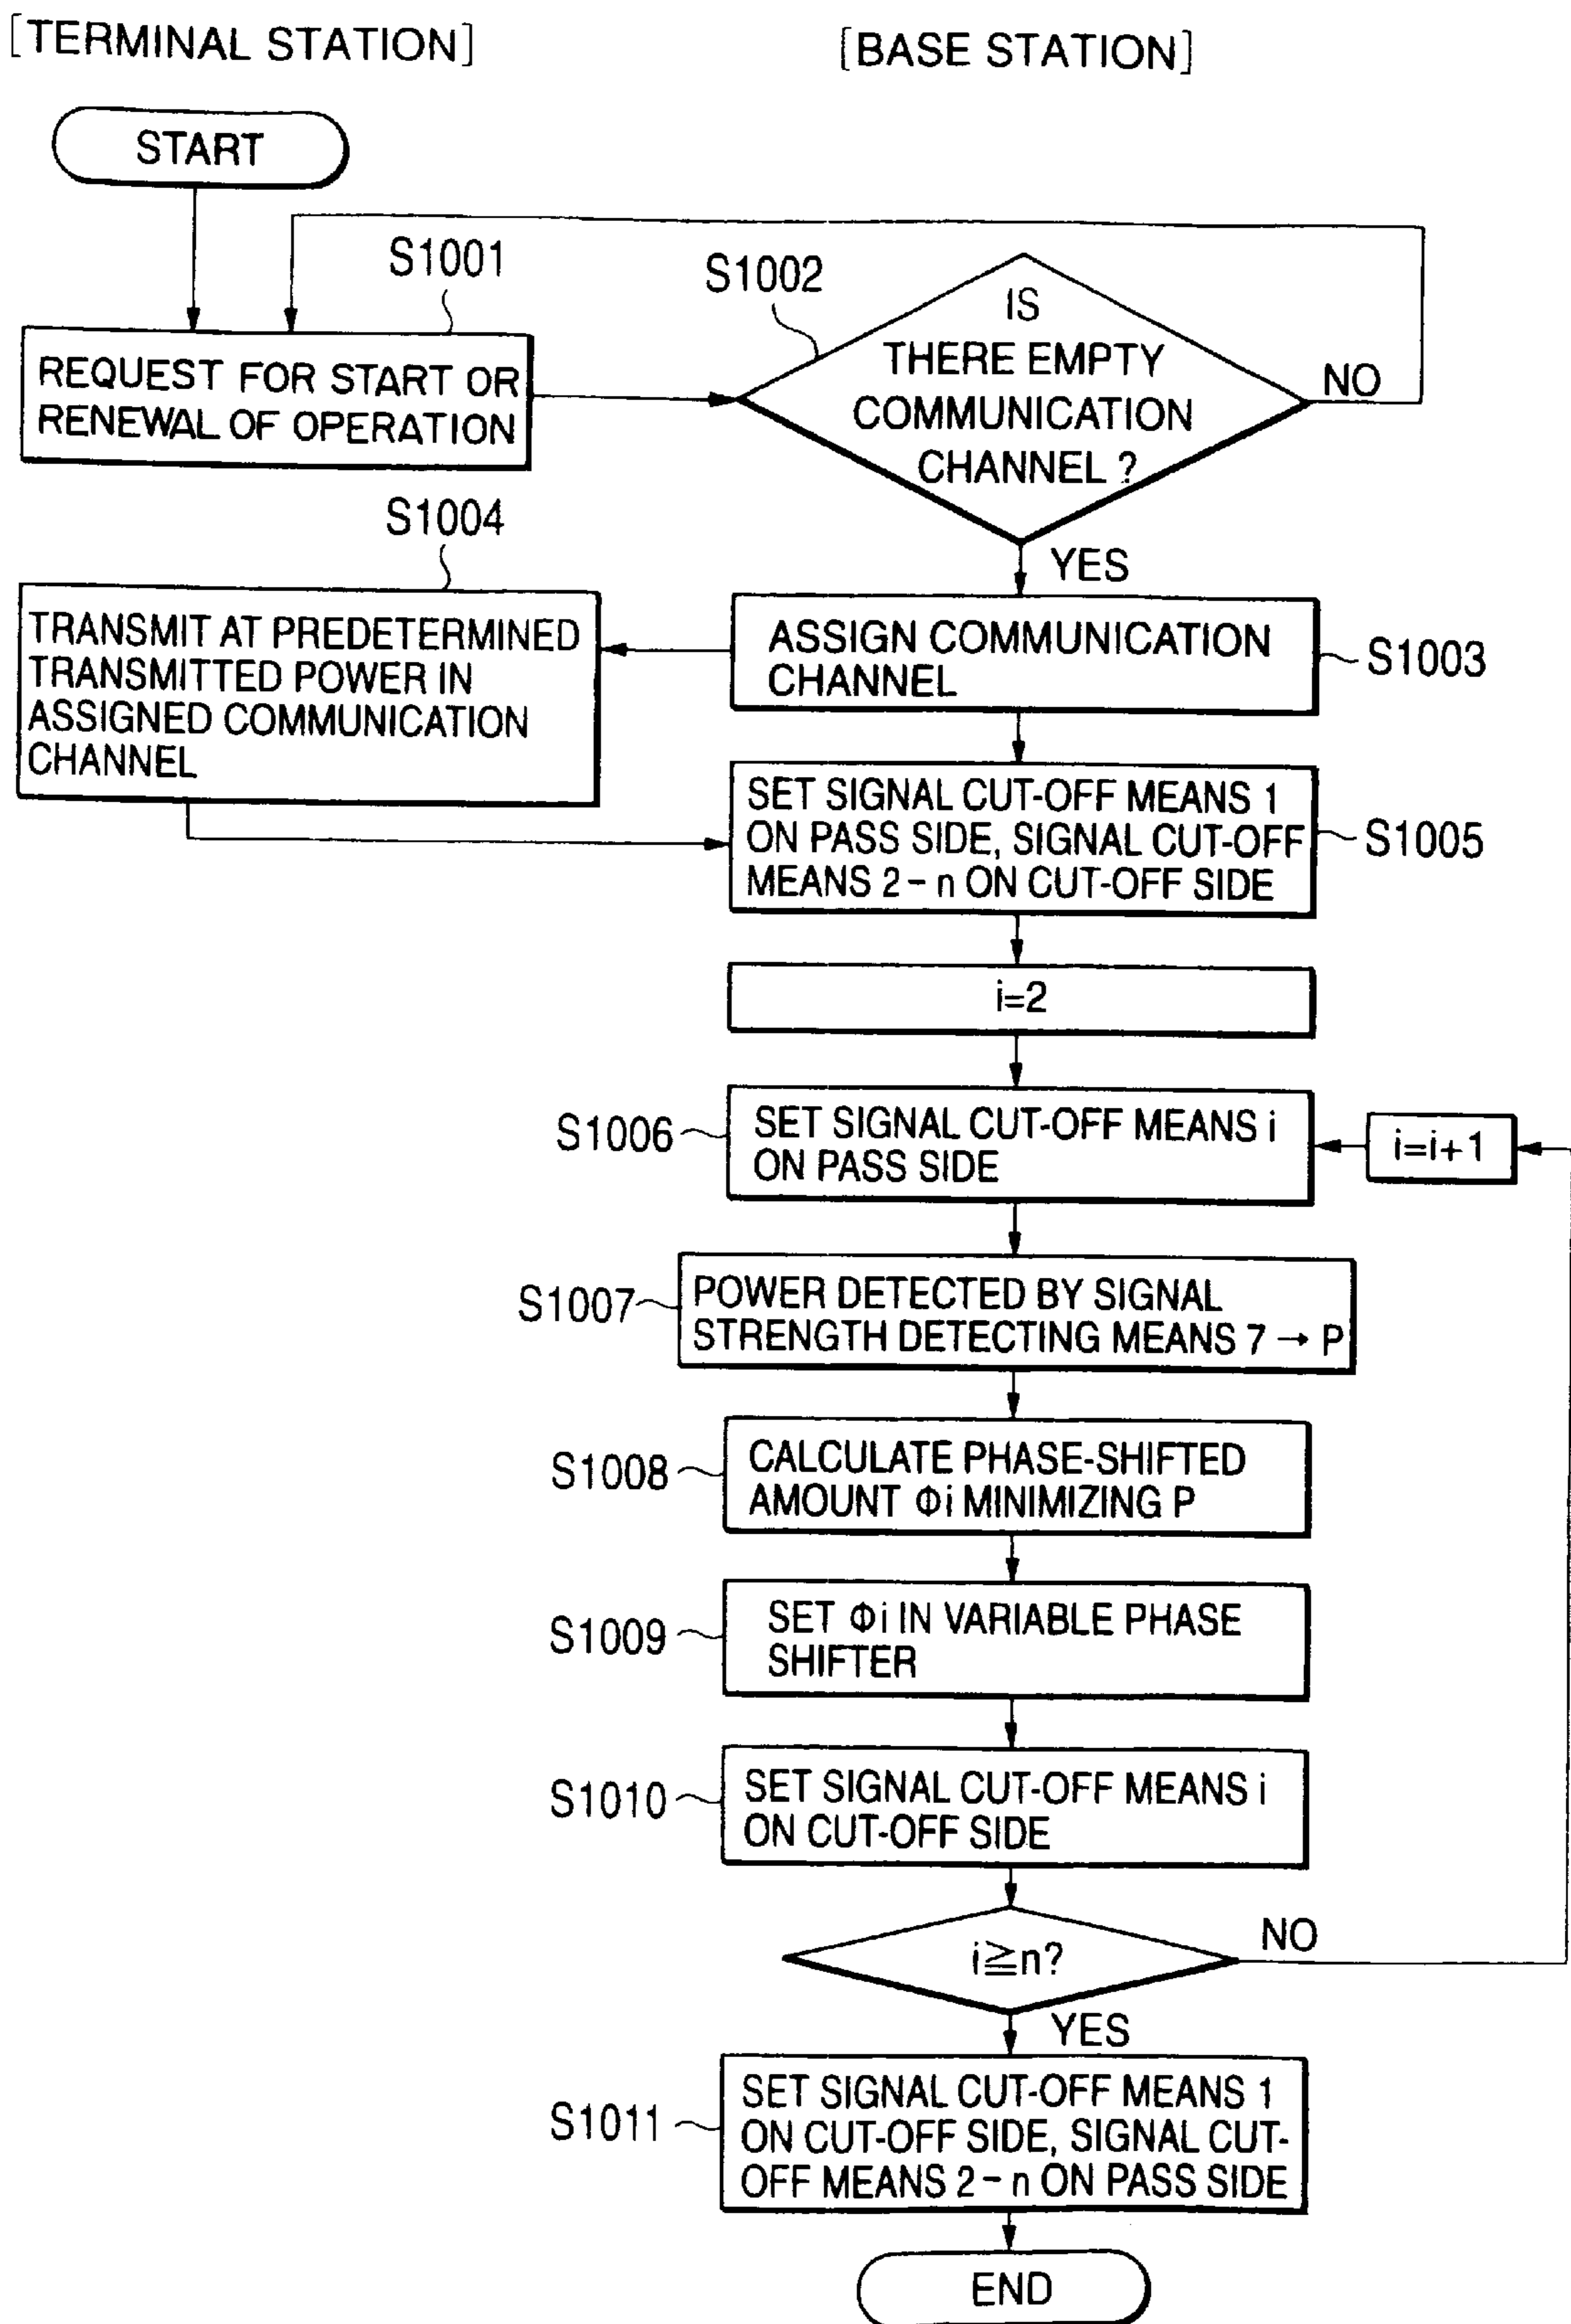 [TERMINAL STATION]
[BASE STATION]
START
S1001
REQUEST FOR START OR
RENEWAL OF OPERATION
S1002
IS
THERE EMPTY
COMMUNICATION
CHANNEL ?
NO
YES
S1004
TRANSMIT AT PREDETERMINED
TRANSMITTED POWER IN
ASSIGNED COMMUNICATION
CHANNEL
ASSIGN COMMUNICATION
CHANNEL
S1003
SET SIGNAL CUT-OFF MEANS 1
ON PASS SIDE, SIGNAL CUT-OFF
MEANS 2-n ON CUT-OFF SIDE
S1005
i=2
S1006
SET SIGNAL CUT-OFF MEANS i
ON PASS SIDE
i=i+1
S1007
POWER DETECTED BY SIGNAL
STRENGTH DETECTING MEANS 7 → P
S1008
CALCULATE PHASE-SHIFTED
AMOUNT Φi MINIMIZING P
S1009
SET Φi IN VARIABLE PHASE
SHIFTER
S1010
SET SIGNAL CUT-OFF MEANS i
ON CUT-OFF SIDE
i≧n?
NO
YES
S1011
SET SIGNAL CUT-OFF MEANS 1
ON CUT-OFF SIDE, SIGNAL CUT-
OFF MEANS 2-n ON PASS SIDE
END